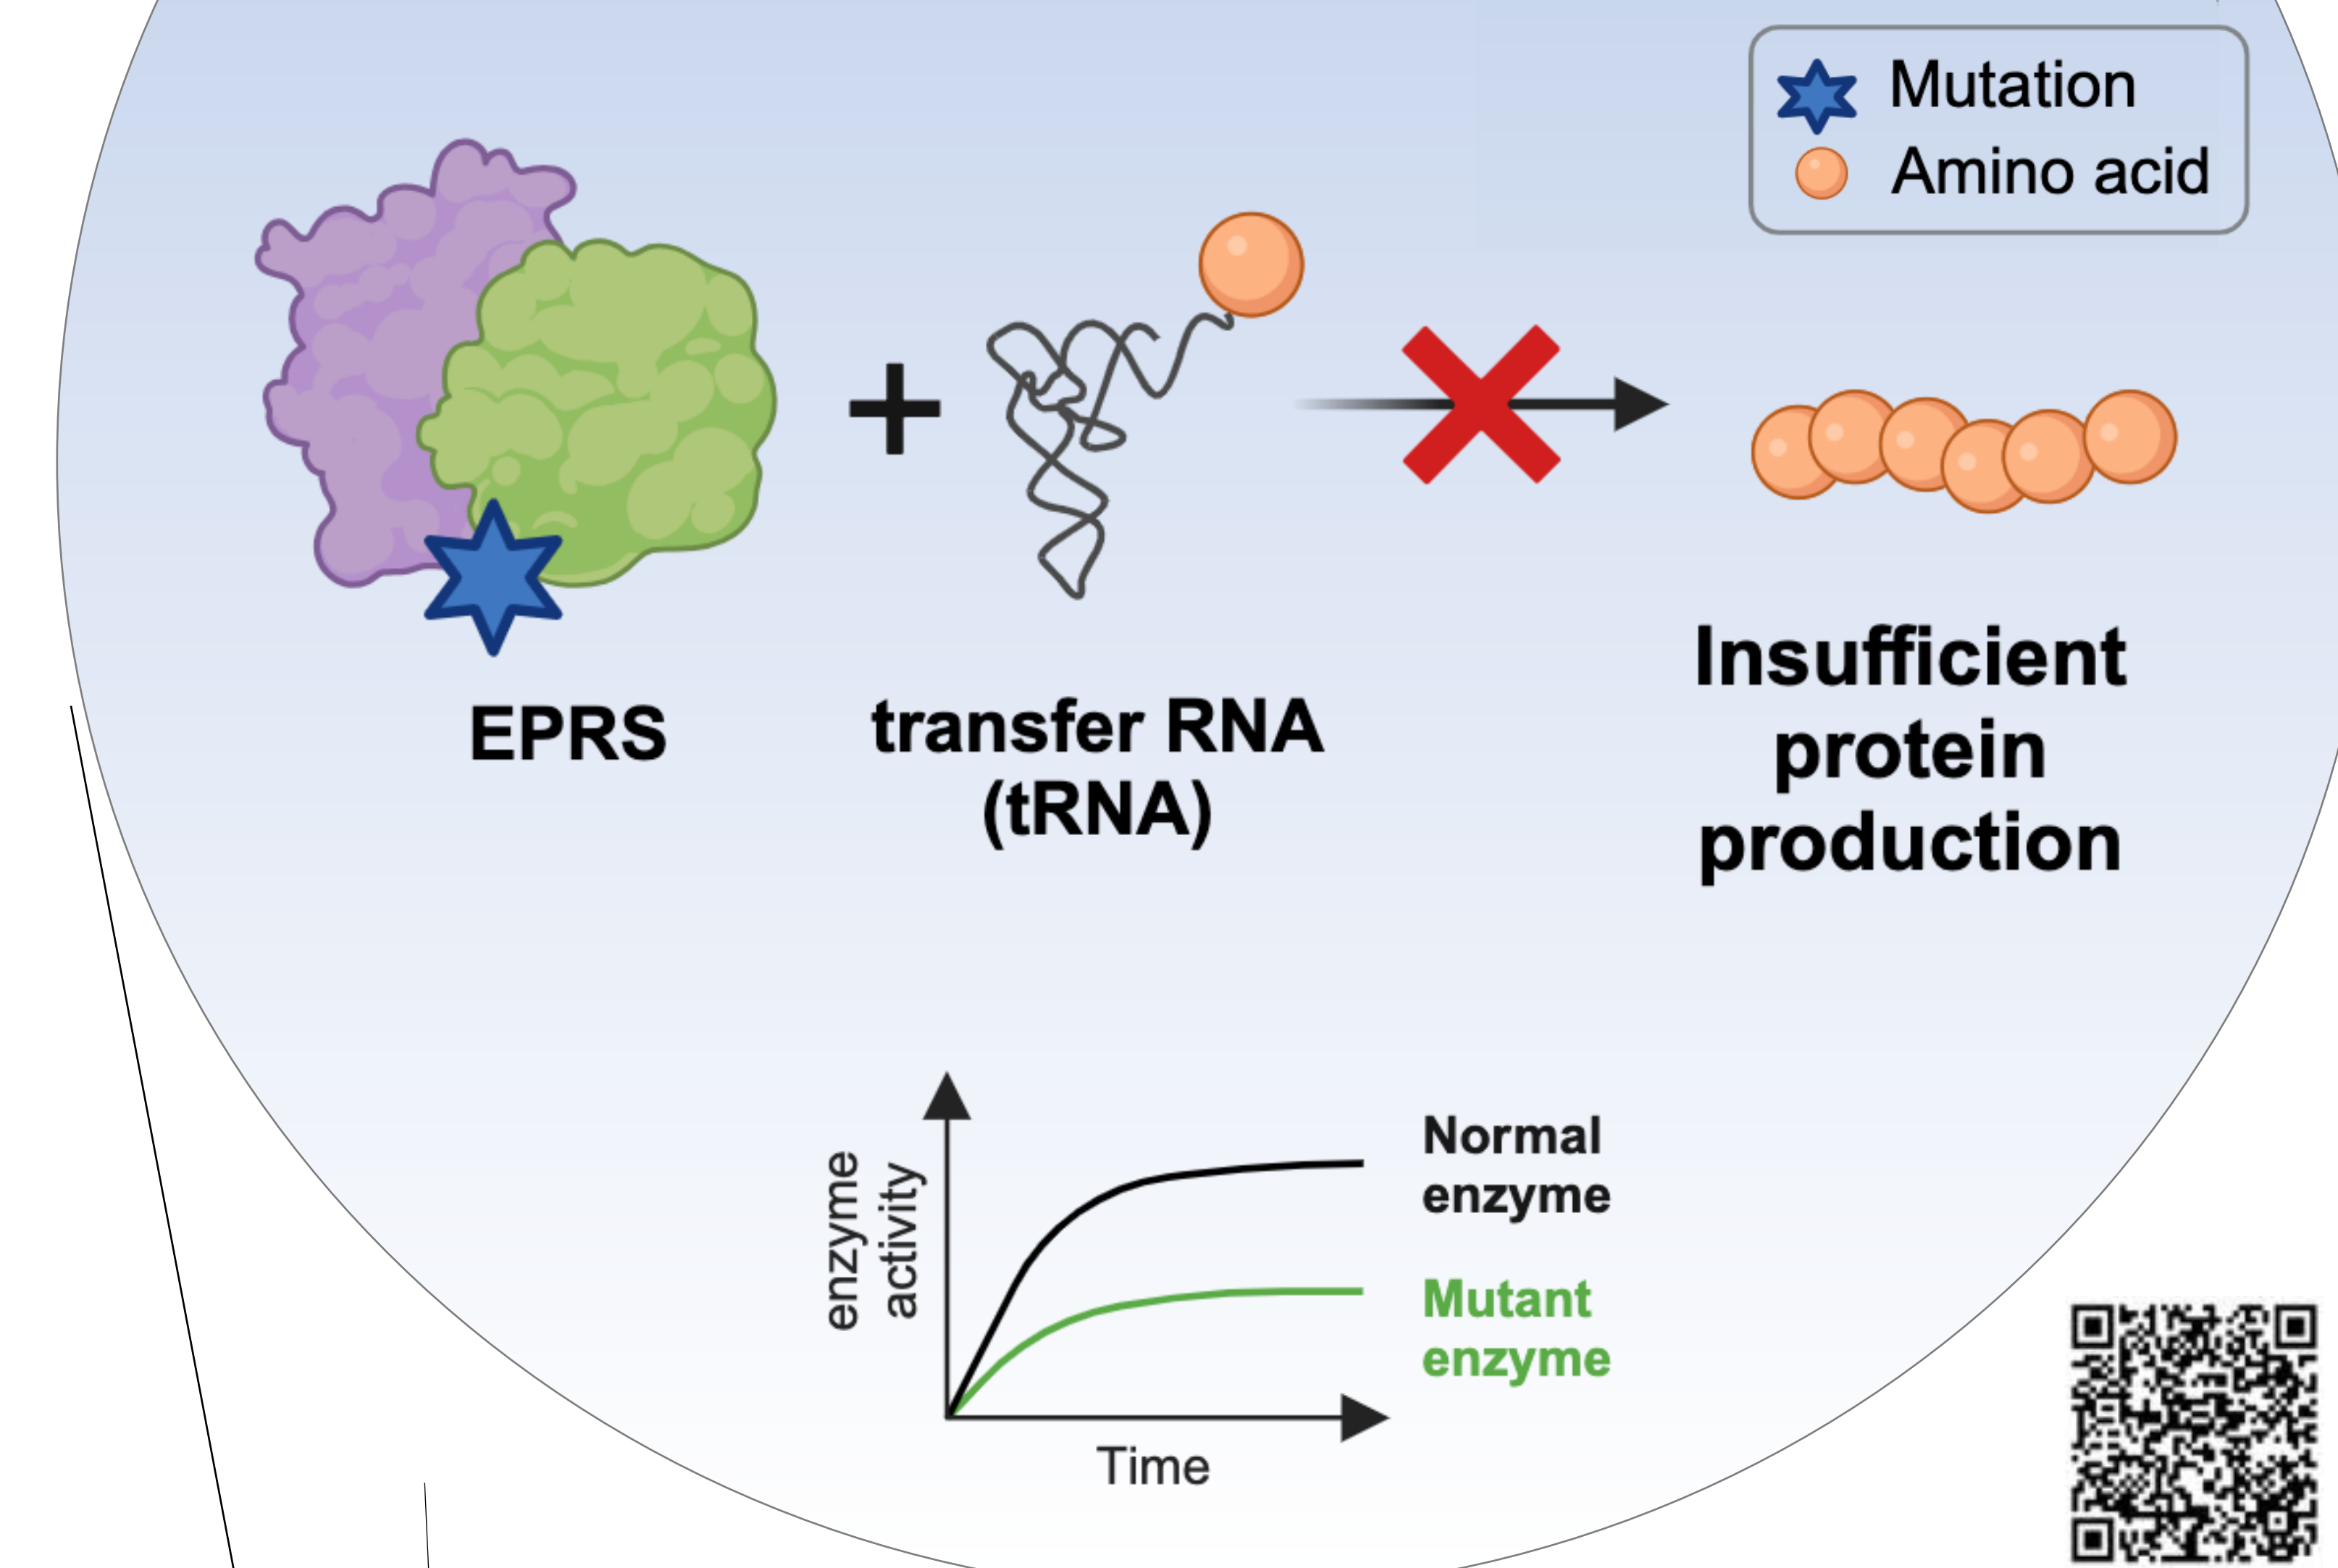 Mutation
Amino acid
EPRS
transfer RNA
(tRNA)
Insufficient
protein
production
enzyme
activity
Normal
enzyme
Mutant
enzyme
Time